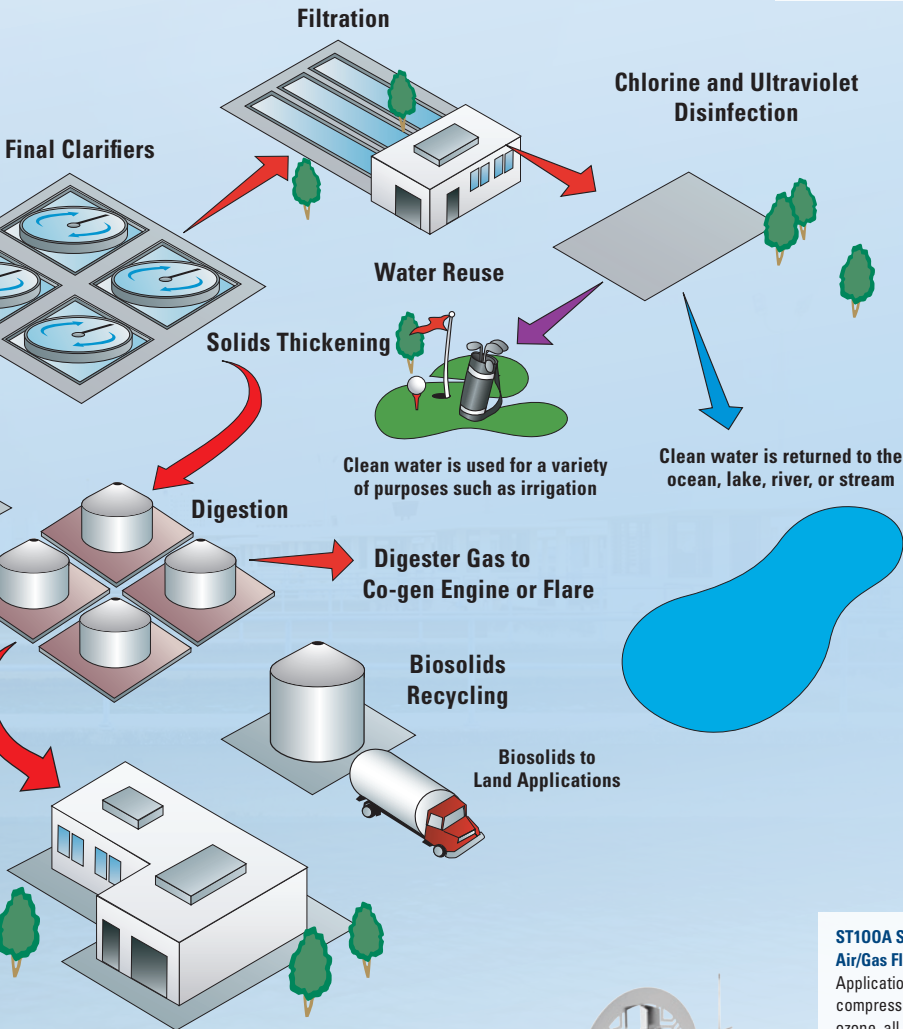 Filtration
Chlorine and Ultraviolet
Disinfection
Final Clarifiers
Water Reuse
Solids Thickening
Clean water is used for a variety
of purposes such as irrigation
Clean water is returned to the
ocean, lake, river, or stream
Digestion
Digester Gas to
Co-gen Engine or Flare
Biosolids
Recycling
Biosolids to
Land Applications
ST100A S
Air/Gas Fl
Application
compress